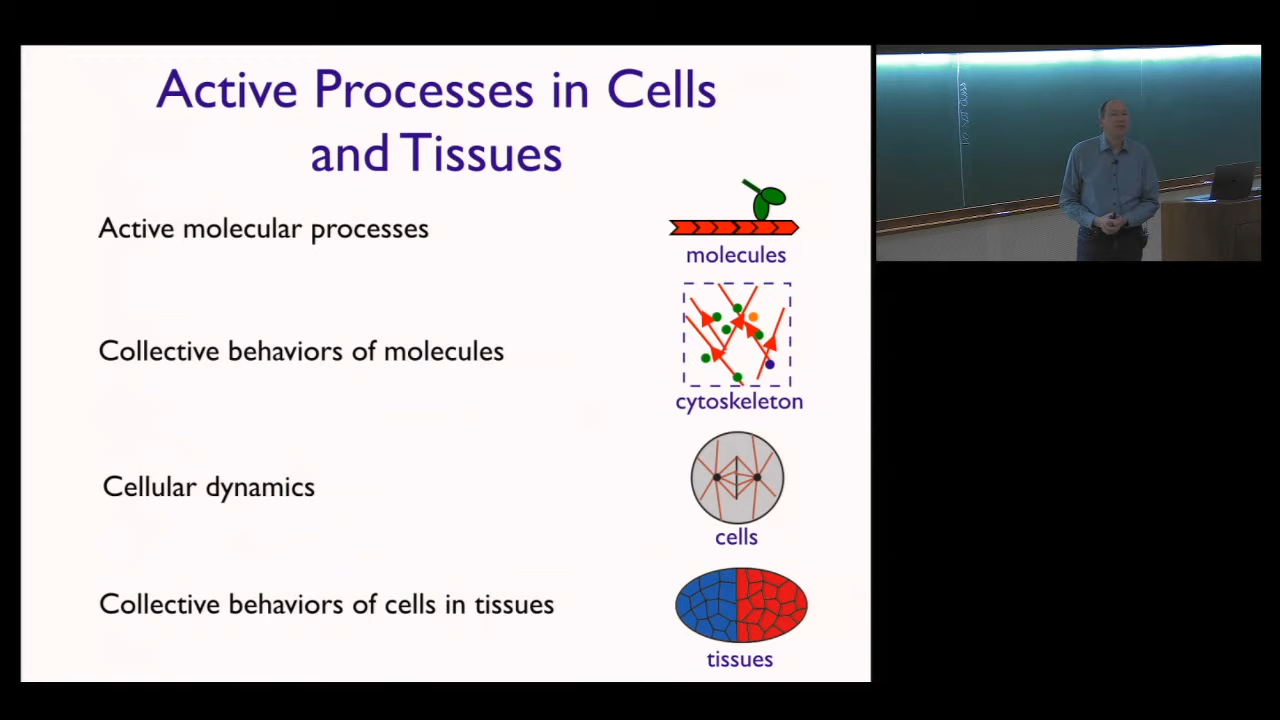 Active Processes in Cells
and Tissues
Active molecular processes
molecules
Collective behaviors of molecules
cytoskeleton
Cellular dynamics
cells
Collective behaviors of cells in tissues
tissues